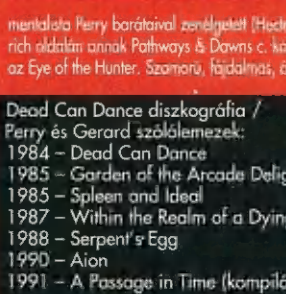 mentalista Perry barátaival zenélgetett (Hect
rich oldalán annak Pathways & Dawns c.
az Eye of the Hunter. Szomorú, fájdalmas,
Dead Can Dance diszkográfia /
Perry és Gerard szólólemezek:
1984 – Dead Can Dance
1985 – Garden of the Arcade Delig
1985 – Spleen and Ideal
1987 – Within the Realm of a Dying
1988 – Serpent's Egg
1990 – Aion
1991 – A Passage in Time (kompilá